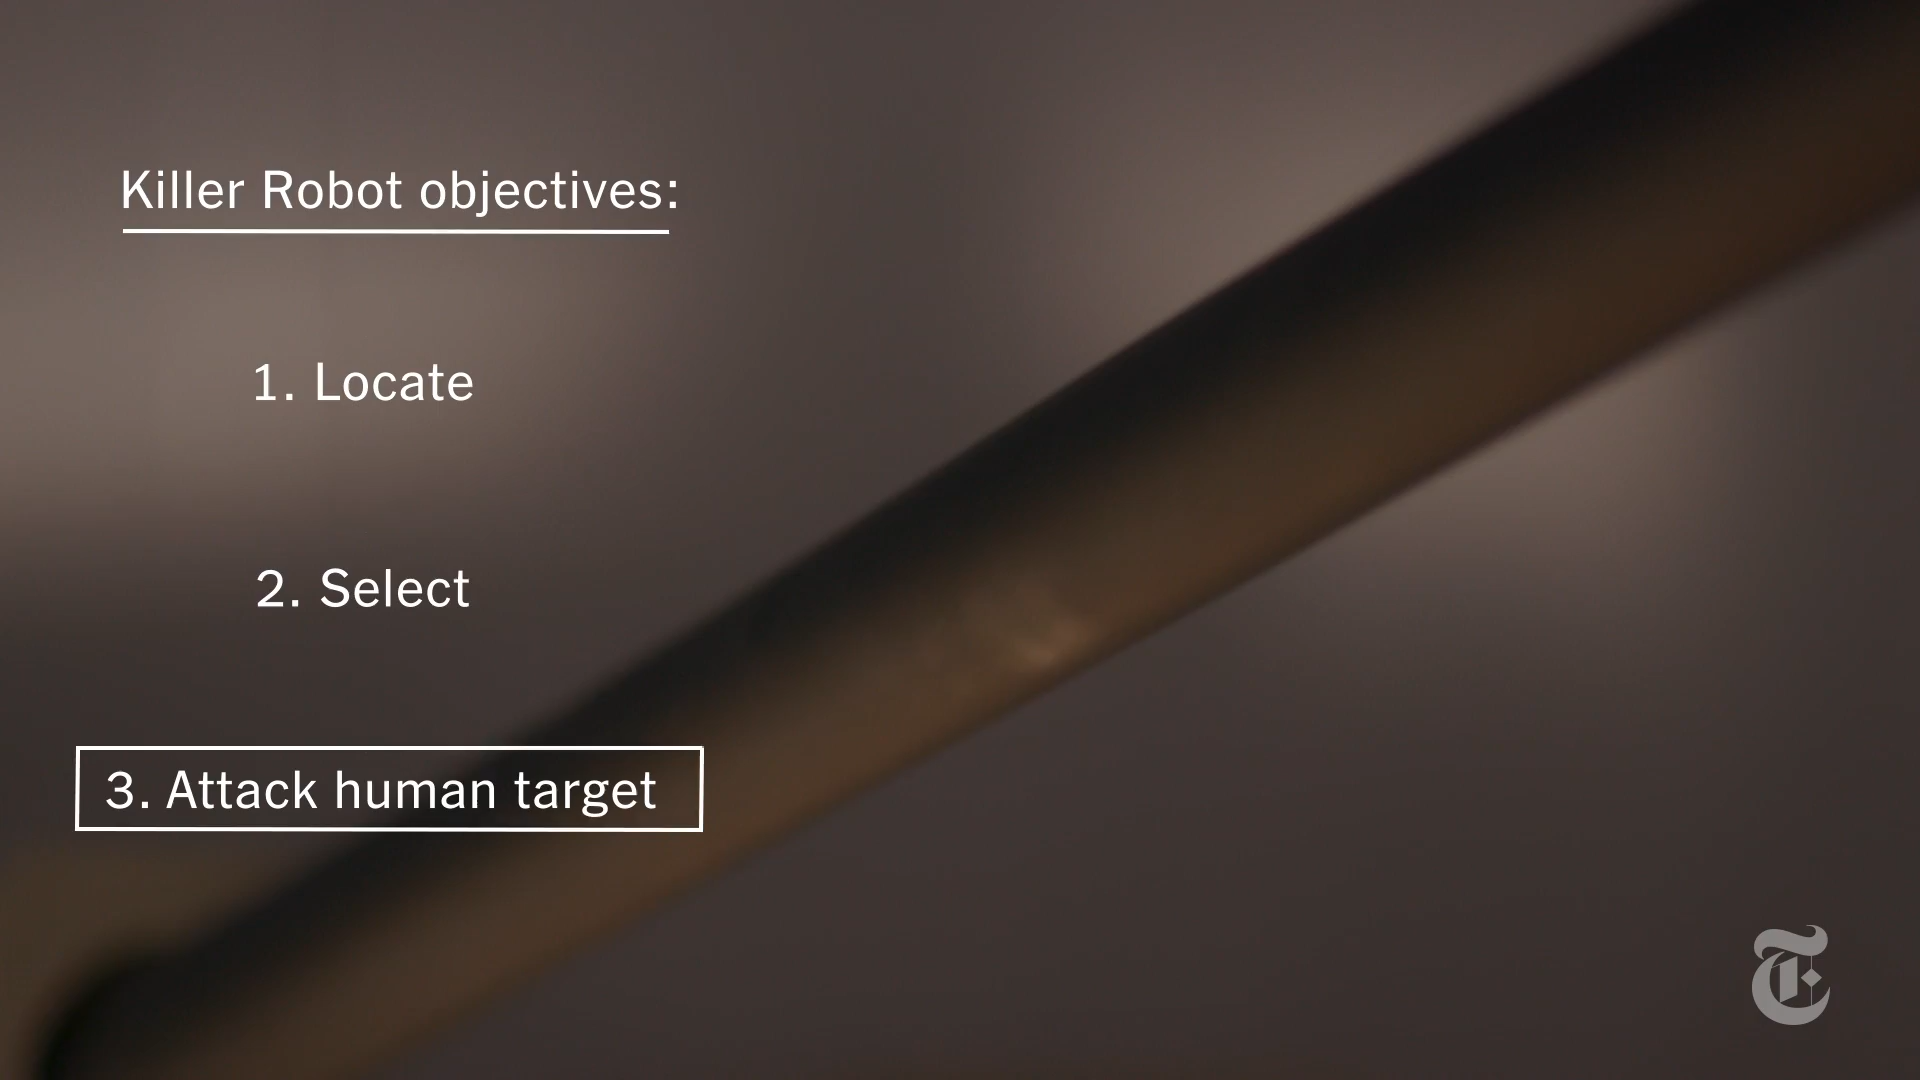 Killer Robot objectives:
1. Locate
2. Select
3. Attack human target